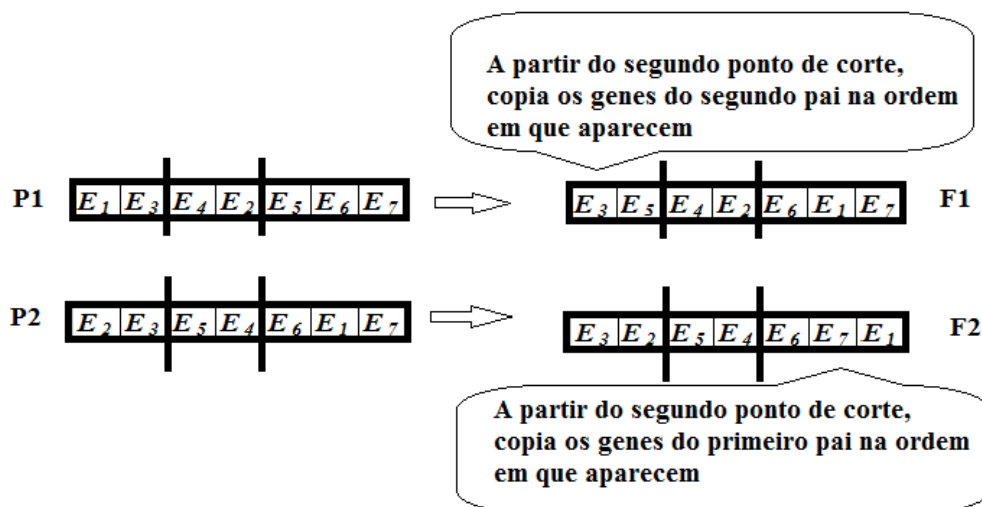 A partir do segundo ponto de corte,
copia os genes do segundo pai na ordem
em que aparecem
P1 E1 E3 E4 E2 E5 E6 E7 E3 E5 E4 E2 E6 E1 E7 F1
P2 E2 E3 E5 E4 E6 E1 E7 E3 E2 E5 E4 E6 E7 E1 F2
A partir do segundo ponto de corte,
copia os genes do primeiro pai na ordem
em que aparecem